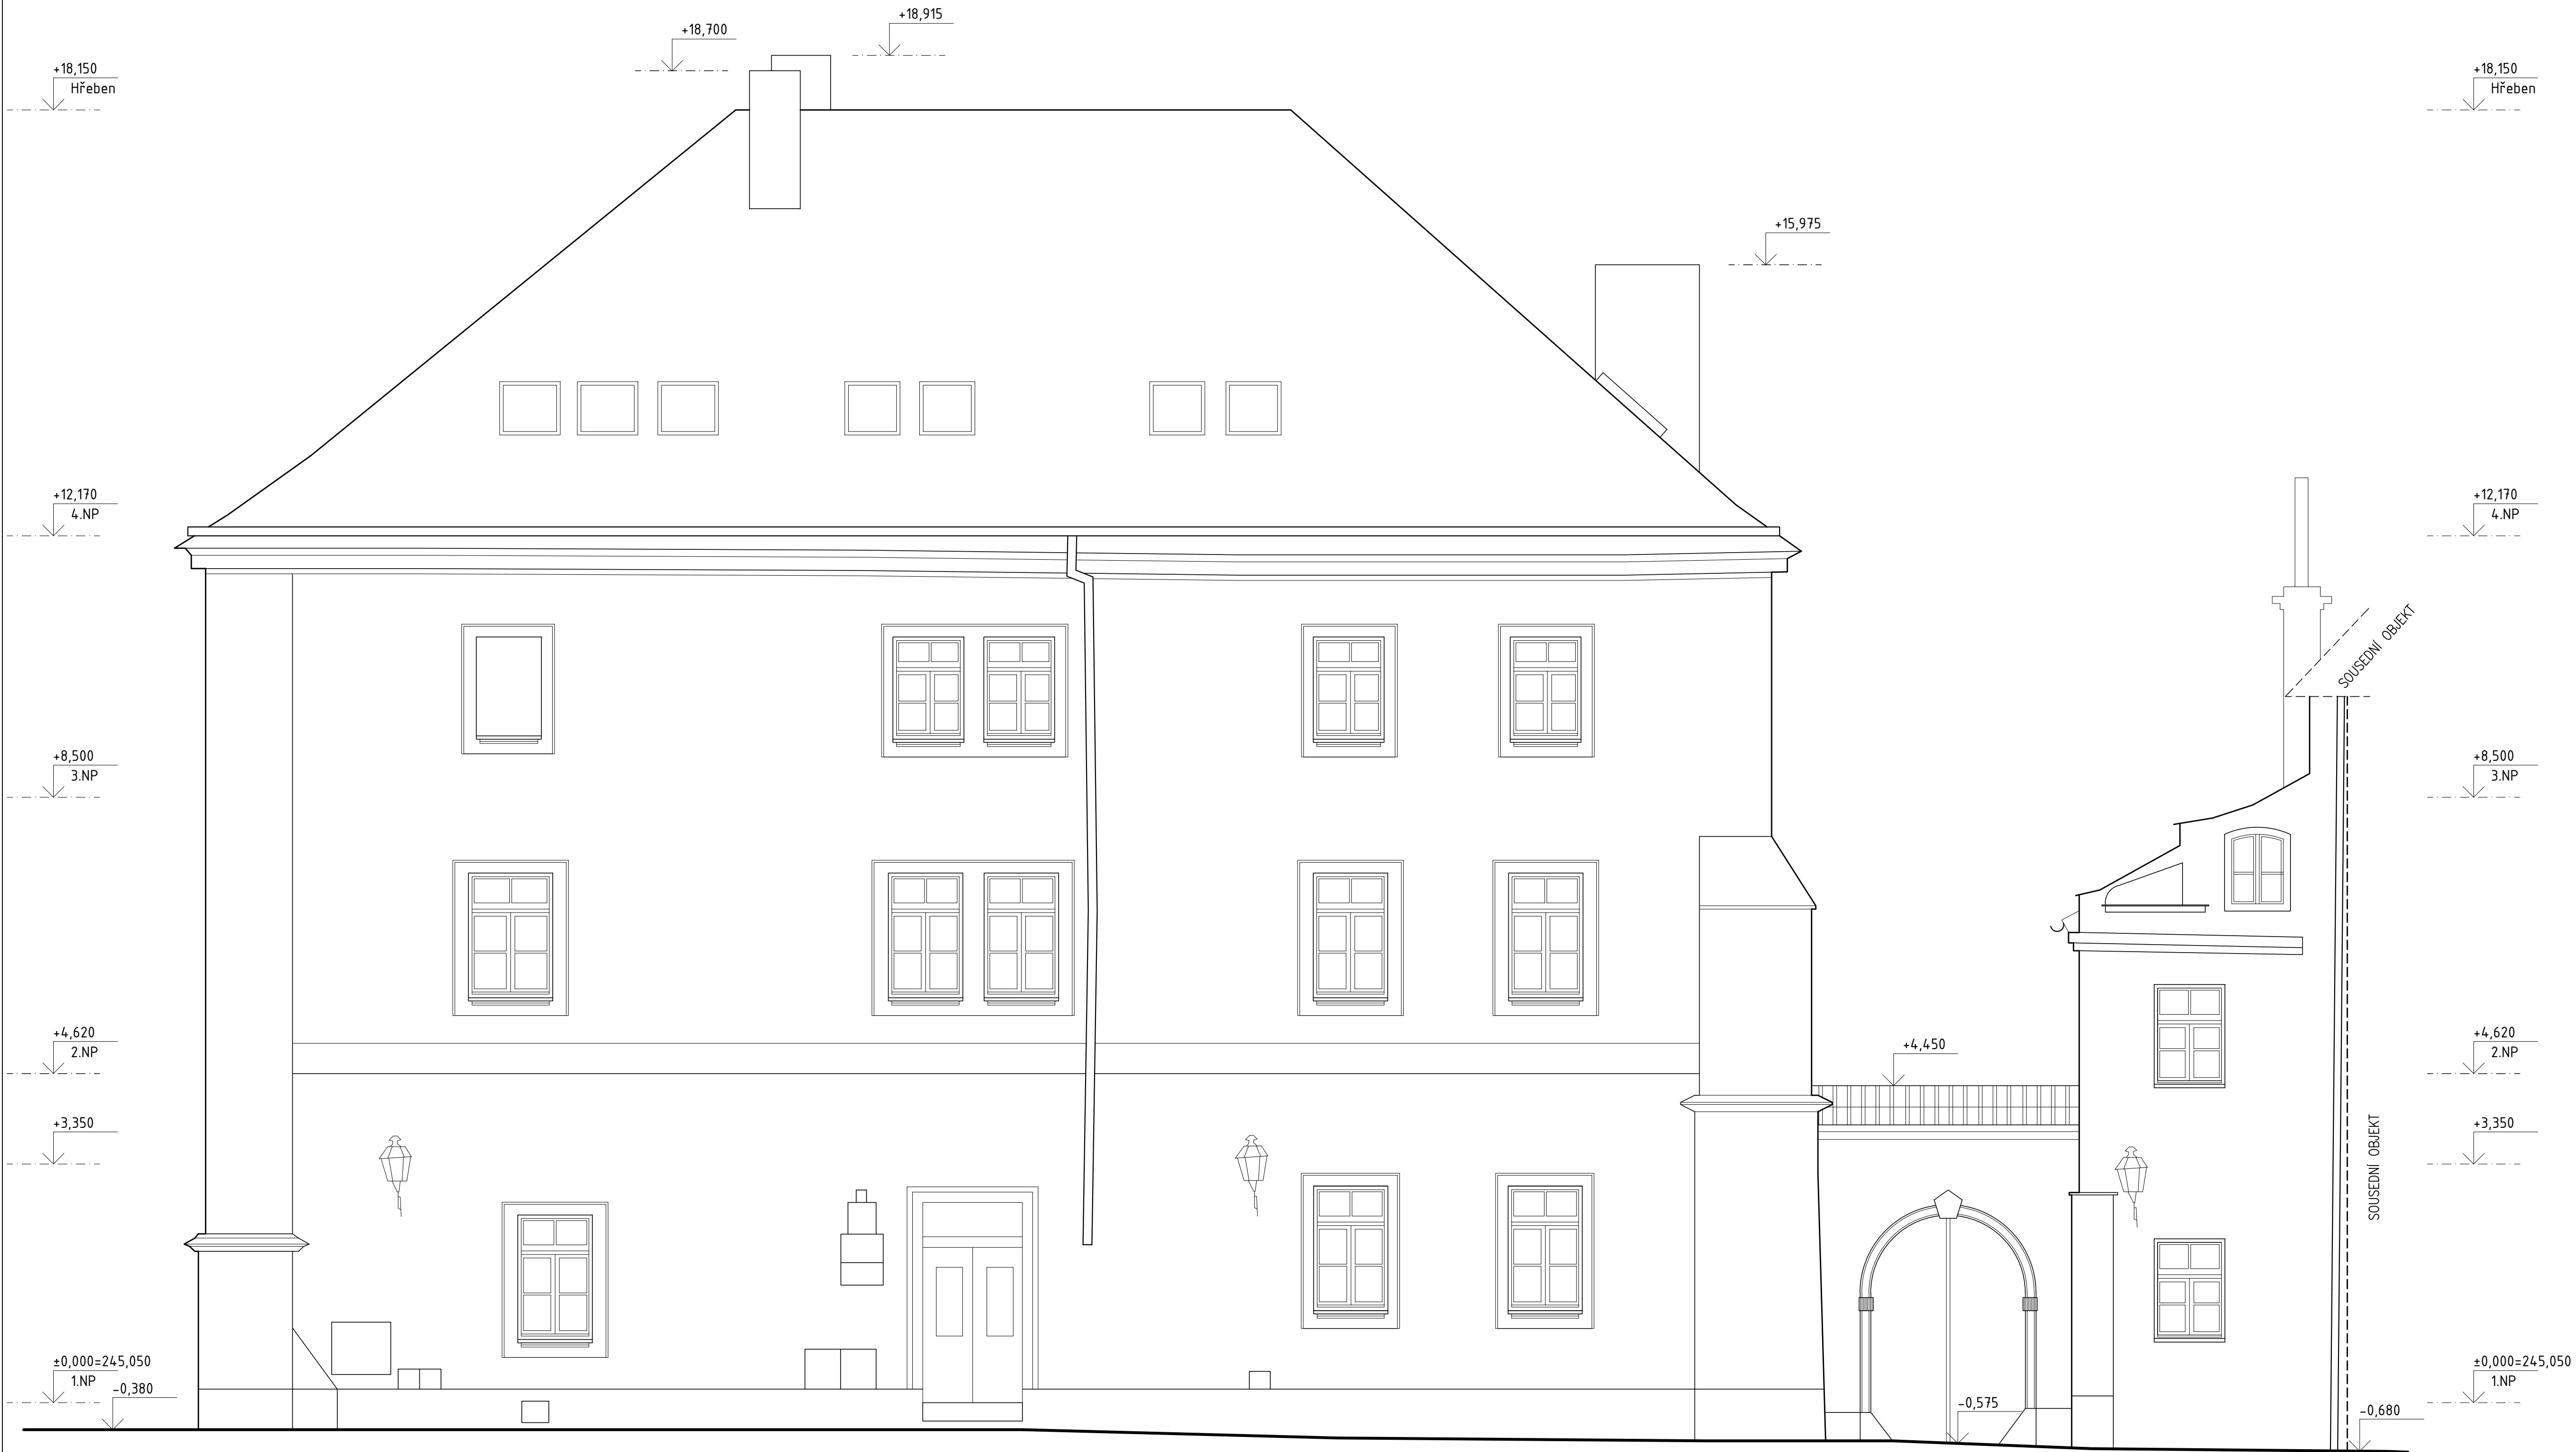 +18,915
+18,700
+18,150
Hřeben
+18,150
Hřeben
+15,975
+12,170
4.NP
+12,170
4.NP
SOUSEDNÍ OBJEKT
+8,500
3.NP
+8,500
3.NP
+4,620
2.NP
+4,450
+4,620
2.NP
+3,350
+3,350
SOUSEDNÍ OBJEKT
±0,000=245,050
1.NP
-0,380
±0,000=245,050
1.NP
-0,575
-0,680